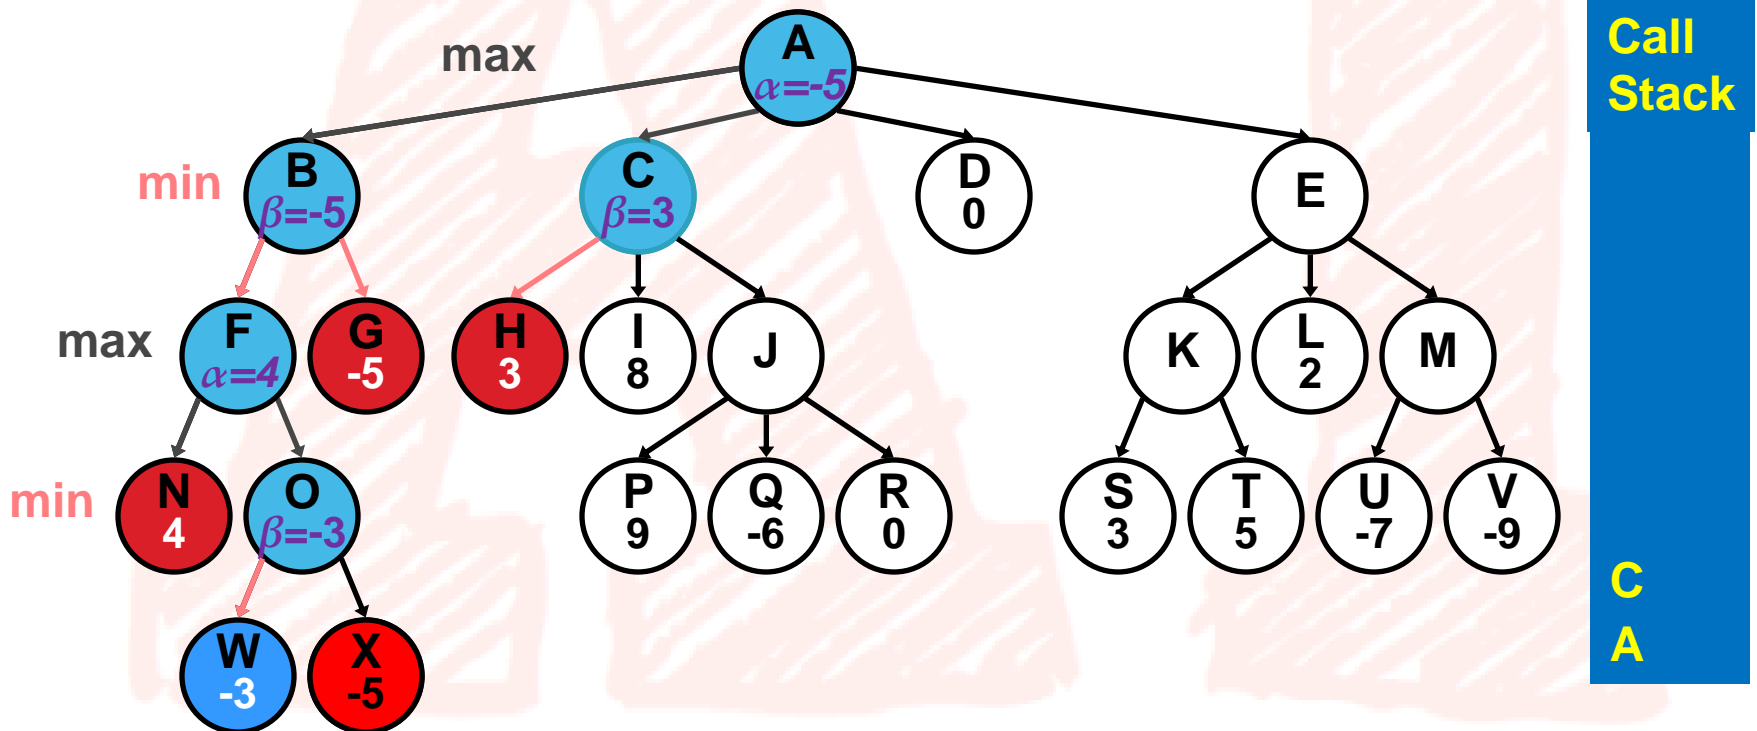 max
A
α=-5
Call
Stack
min
B
β=-5
C
β=3
D
0
E
max
F
α=4
G
-5
H
3
I
8
J
K
L
2
M
min
N
4
O
β=-3
P
9
Q
-6
R
0
S
3
T
5
U
-7
V
-9
C
A
W
-3
X
-5